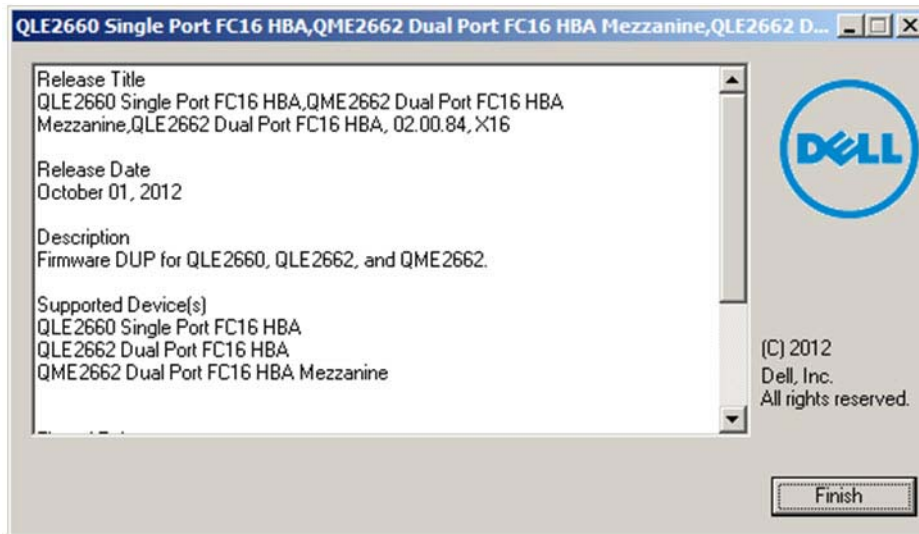 QLE2660 Single Port FC16 HBA,QME2662 Dual Port FC16 HBA Mezzanine,QLE2662 D...
Release Title
QLE2660 Single Port FC16 HBA,QME2662 Dual Port FC16 HBA
Mezzanine,QLE2662 Dual Port FC16 HBA, 02.00.84, X16
Release Date
October 01, 2012
Description
Firmware DUP for QLE2660, QLE2662, and QME2662.
Supported Device(s)
QLE2660 Single Port FC16 HBA
QLE2662 Dual Port FC16 HBA
QME2662 Dual Port FC16 HBA Mezzanine
DELL
(C) 2012
Dell, Inc.
All rights reserved.
Finish